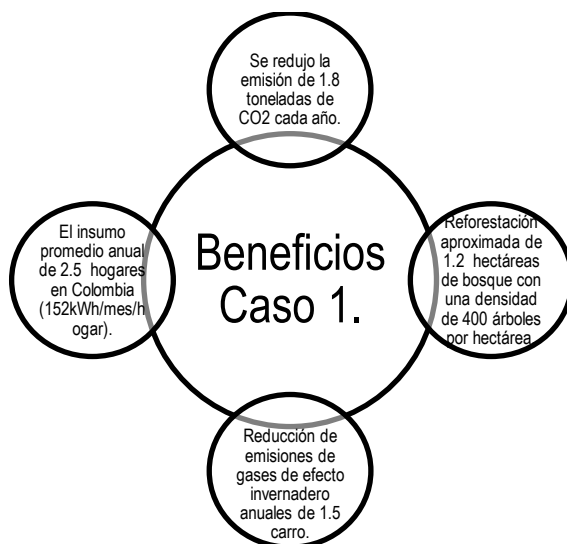 Se redujo la
emisión de 1.8
toneladas de
CO2 cada año.
El insumo
promedio anual
de 2.5 hogares
en Colombia
(152kWh/mes/h
ogar).
Beneficios
Caso 1.
Reforestación
aproximada de
1.2 hectáreas
de bosque con
una densidad
de 400 árboles
por hectárea
Reducción de
emisiones de
gases de efecto
invernadero
anuales de 1.5
carro.